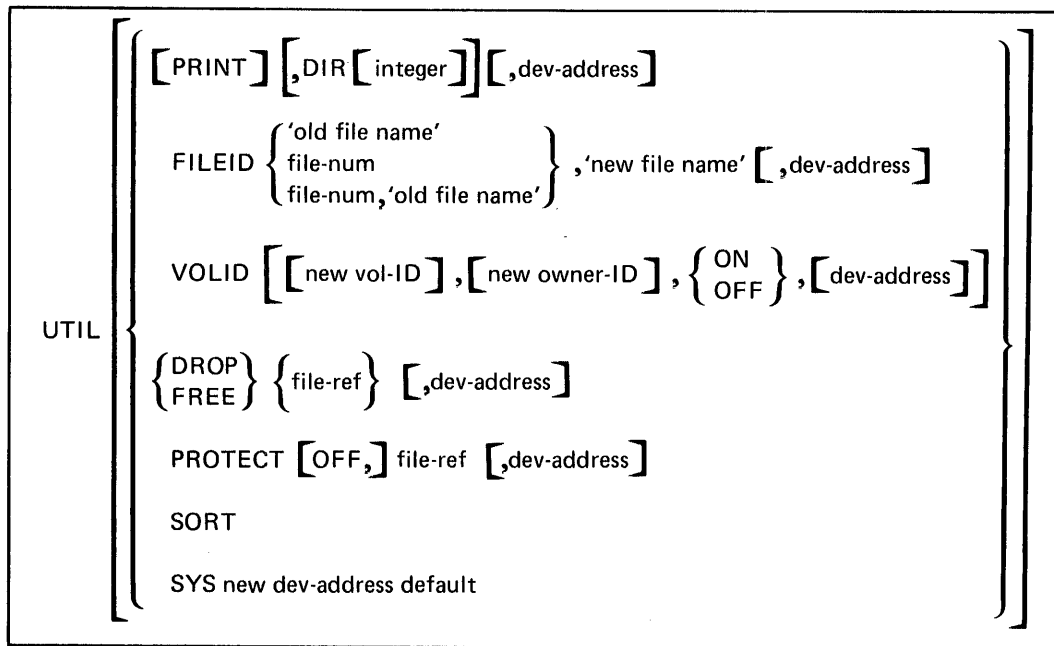 [PRINT] [,DIR[integer]] [,dev-address]
'old file name'
FILEID { file-num } ,'new file name' [,dev-address]
file-num,'old file name'
VOLID [[new vol-ID] ,[new owner-ID] , { ON
OFF } ,[dev-address]]
UTIL
{ DROP
FREE } {file-ref} [,dev-address]
PROTECT [OFF,] file-ref [,dev-address]
SORT
SYS new dev-address default